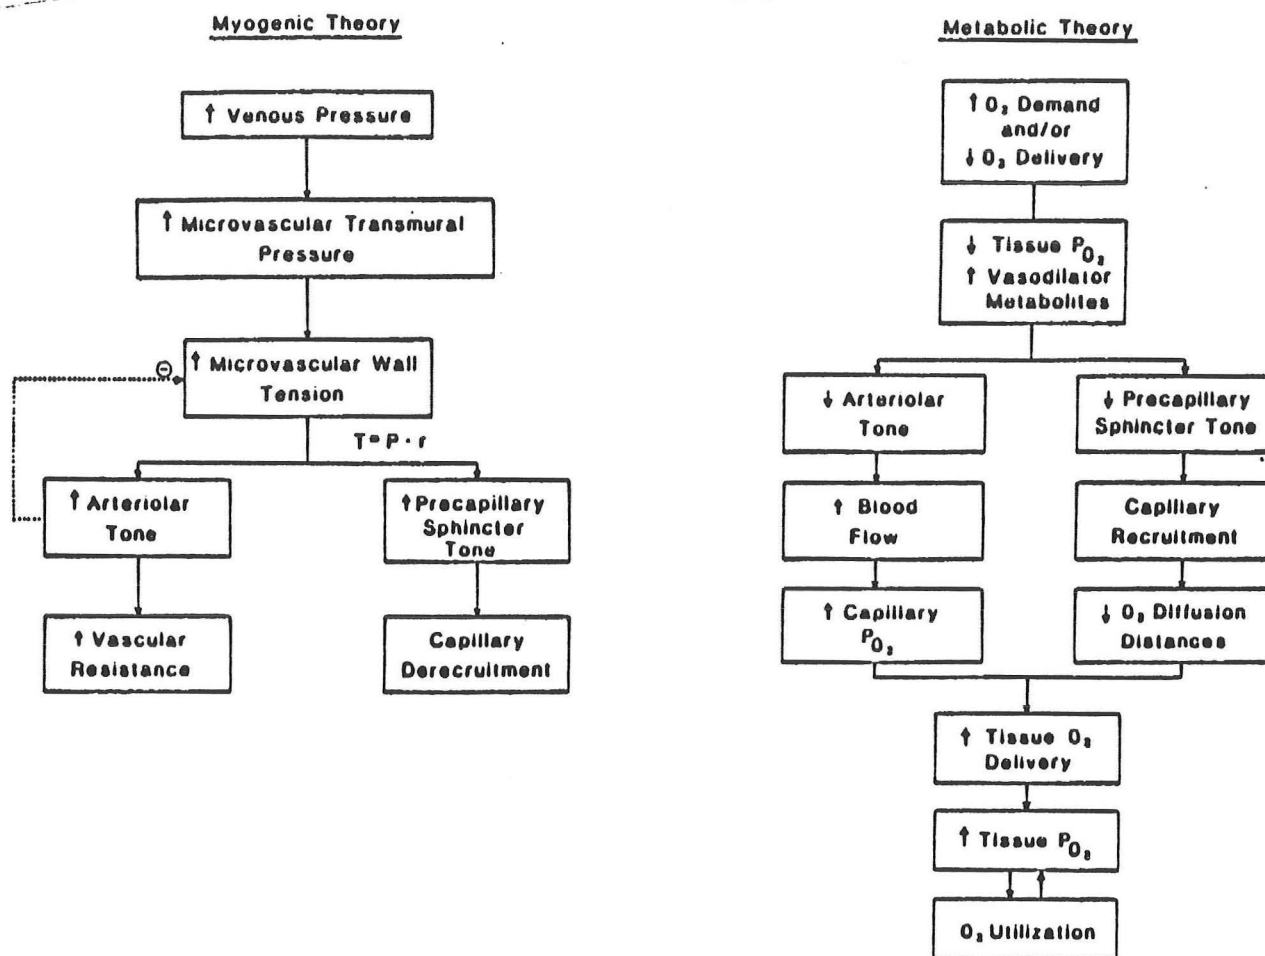 Myogenic Theory
↑ Venous Pressure
↑ Microvascular Transmural
Pressure
↑ Microvascular Wall
Tension
⊖
T = P · r
↑ Arteriolar
Tone
↑ Precapillary
Sphincter
Tone
↑ Vascular
Resistance
Capillary
Derecruitment
Metabolic Theory
↑ O₂ Demand
and/or
↓ O₂ Delivery
↓ Tissue PO₂
↑ Vasodilator
Metabolites
↓ Arteriolar
Tone
↓ Precapillary
Sphincter Tone
↑ Blood
Flow
Capillary
Recruitment
↑ Capillary
PO₂
↓ O₂ Diffusion
Distances
↑ Tissue O₂
Delivery
↑ Tissue PO₂
O₂ Utilization